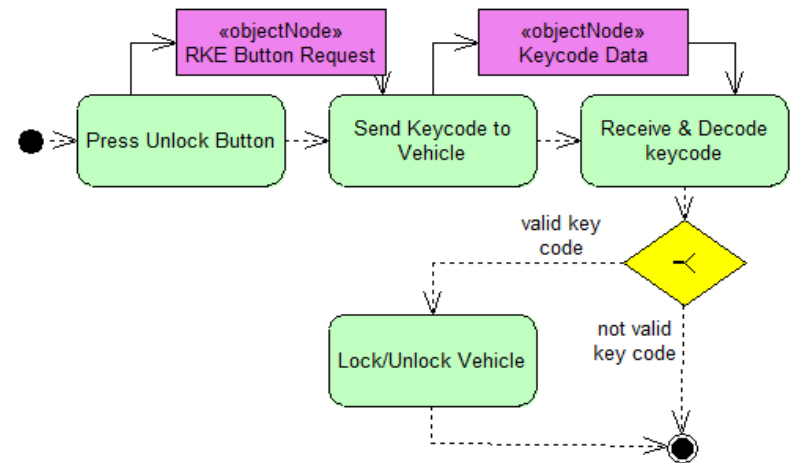 «objectNode»
RKE Button Request
«objectNode»
Keycode Data
Press Unlock Button
Send Keycode to
Vehicle
Receive & Decode
keycode
valid key
code
not valid
key code
Lock/Unlock Vehicle